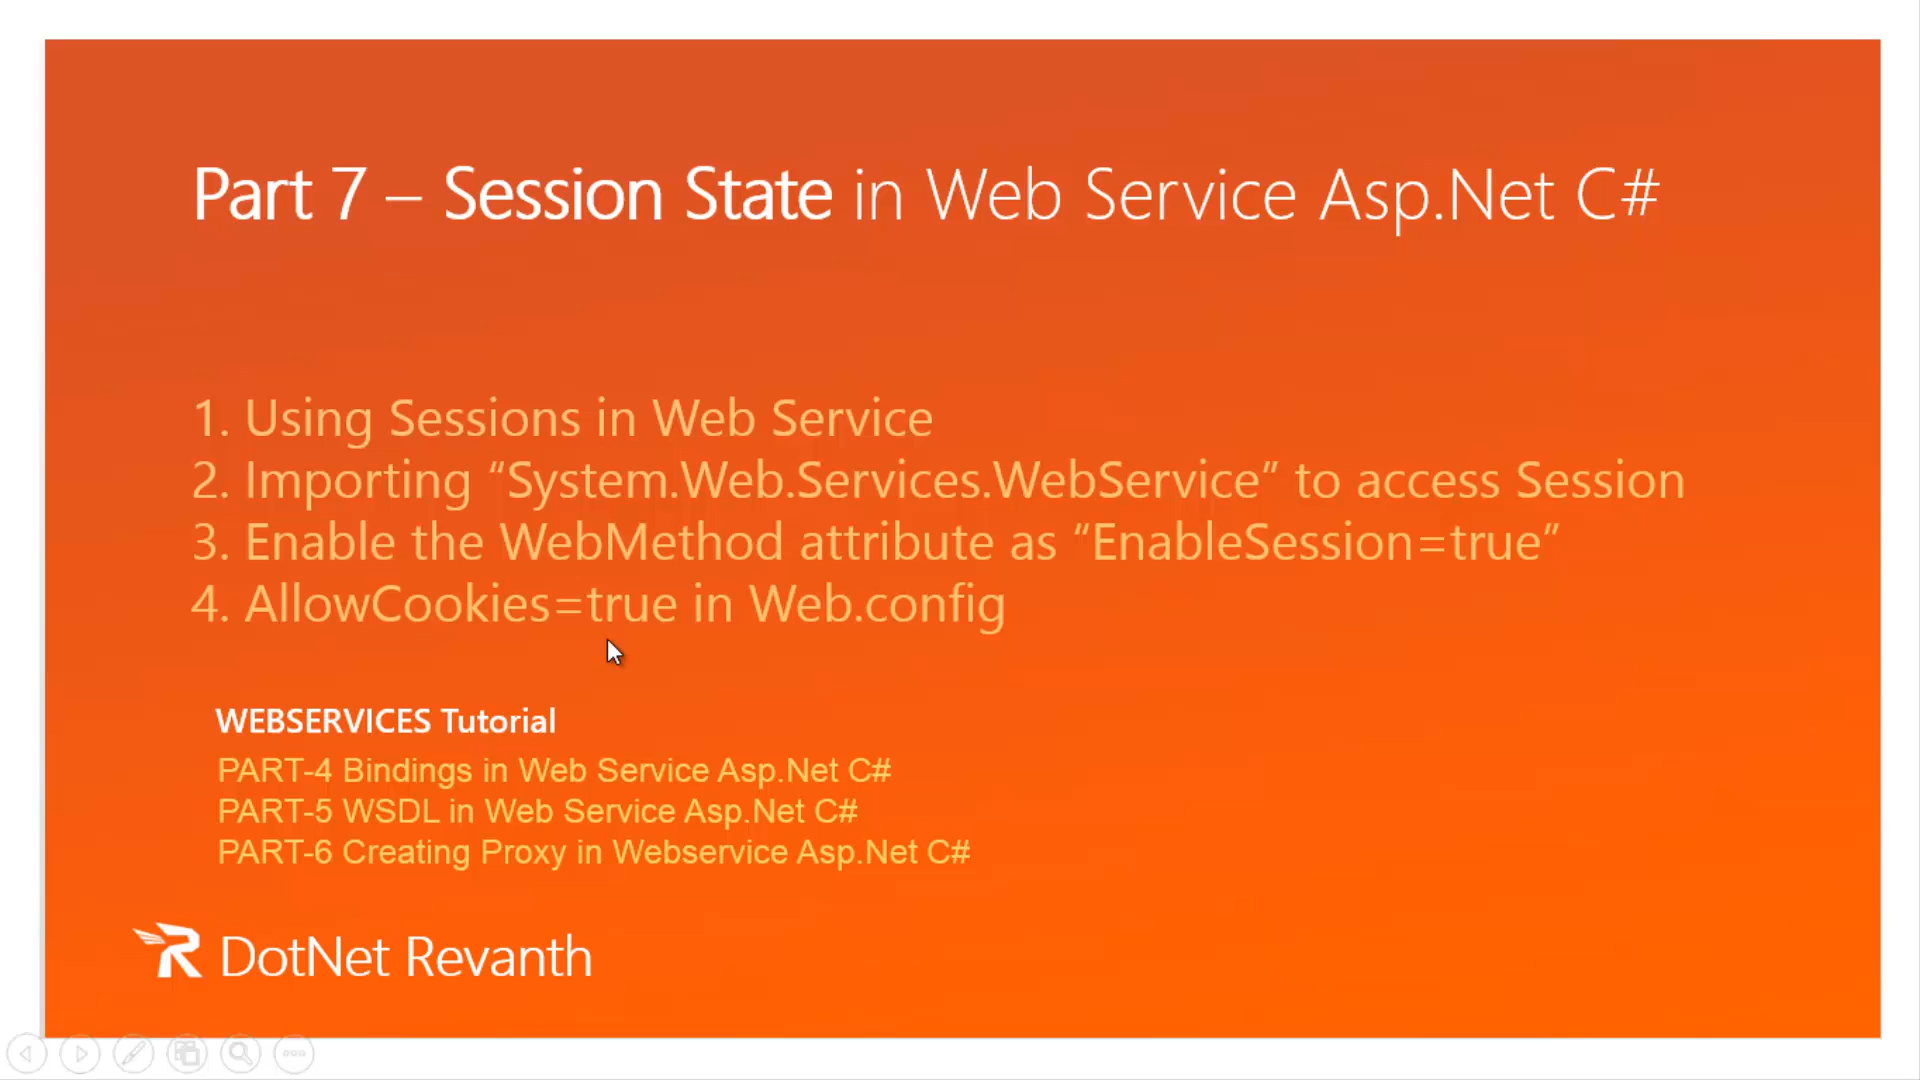 Part 7 – Session State in Web Service Asp.Net C#
1. Using Sessions in Web Service
2. Importing “System.Web.Services.WebService” to access Session
3. Enable the WebMethod attribute as “EnableSession=true”
4. AllowCookies=true in Web.config
WEBSERVICES Tutorial
PART-4 Bindings in Web Service Asp.Net C#
PART-5 WSDL in Web Service Asp.Net C#
PART-6 Creating Proxy in Webservice Asp.Net C#
DotNet Revanth